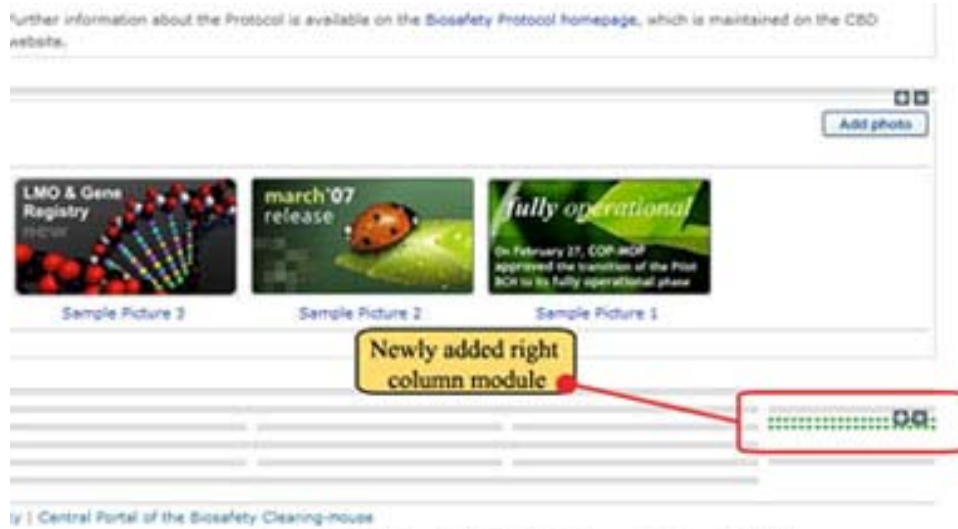 Further information about the Protocol is available on the Biosafety Protocol homepage, which is maintained on the CBD
website.
Add photo
LMO & Gene
Registry
new
march'07
release
fully operational
On February 27, COP-MOP
approved the transition of the Pilot
BCH to its fully operational phase
Sample Picture 3
Sample Picture 2
Sample Picture 1
Newly added right
column module
y | Central Portal of the Biosafety Clearing-House